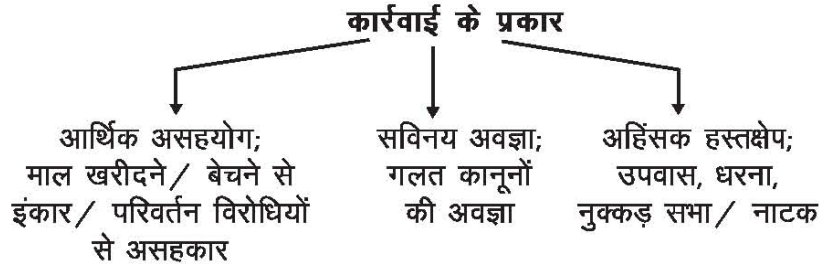 कार्रवाई के प्रकार
आर्थिक असहयोग;
माल खरीदने/ बेचने से
इंकार/ परिवर्तन विरोधियों
से असहकार
सविनय अवज्ञा;
गलत कानूनों
की अवज्ञा
अहिंसक हस्तक्षेप;
उपवास, धरना,
नुक्कड़ सभा/ नाटक